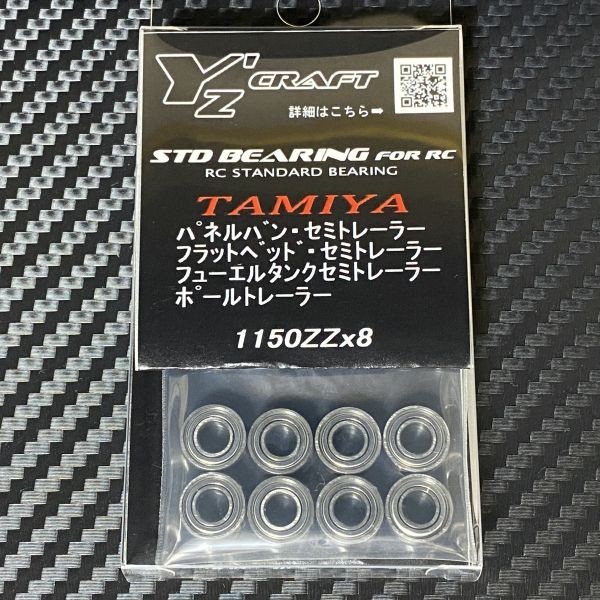 Y'z CRAFT
詳細はこちら➡
STD BEARING FOR RC
RC STANDARD BEARING
TAMIYA
パネルバン・セミトレーラー
フラットベッド・セミトレーラー
フューエルタンクセミトレーラー
ポールトレーラー
1150ZZx8